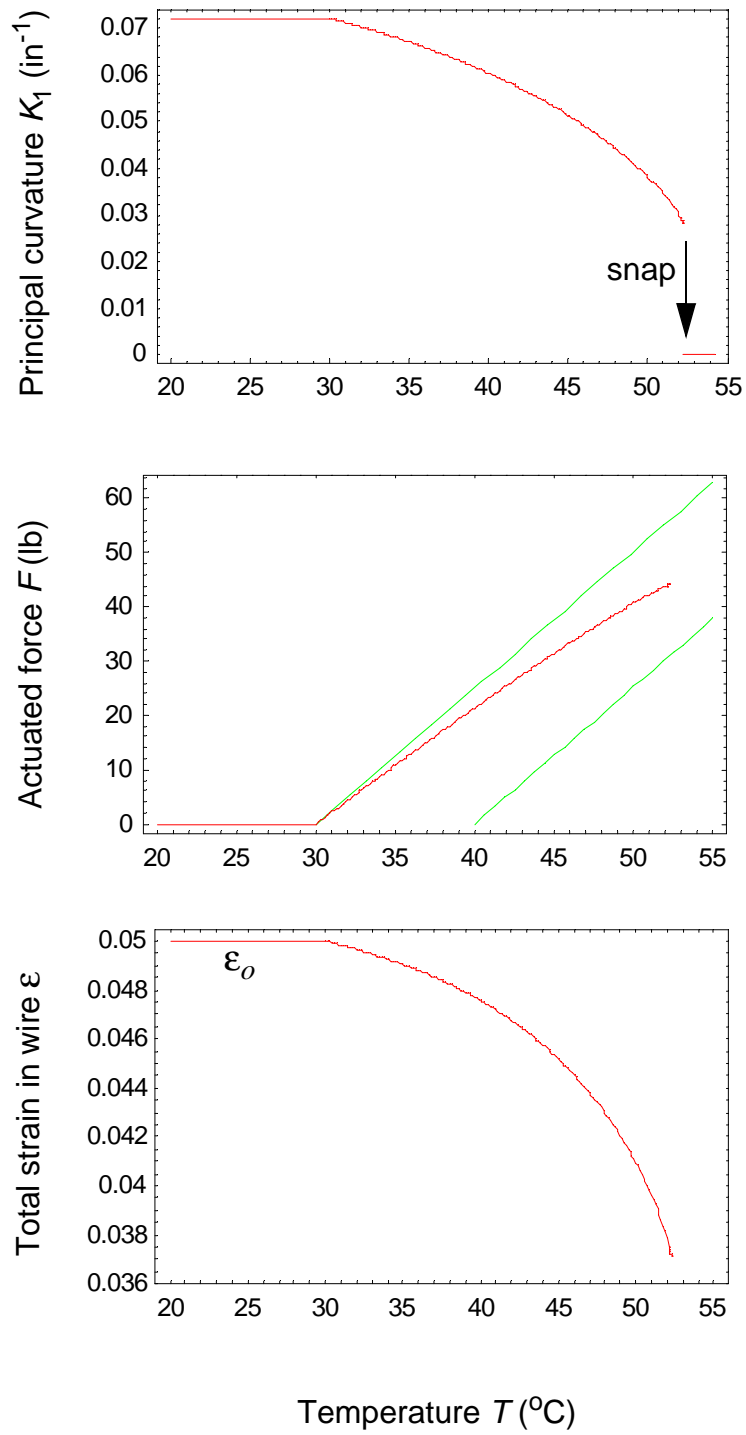 Principal curvature K1 (in-1)
0.07
0.06
0.05
0.04
0.03
0.02
0.01
0
snap
20 25 30 35 40 45 50 52 55
Actuated force F (lb)
60
50
40
30
20
10
0
20 25 30 35 40 45 50 55
Total strain in wire ε
0.05
0.048
0.046
0.044
0.042
0.04
0.038
0.036
εo
20 25 30 35 40 45 50 55
Temperature T (oC)